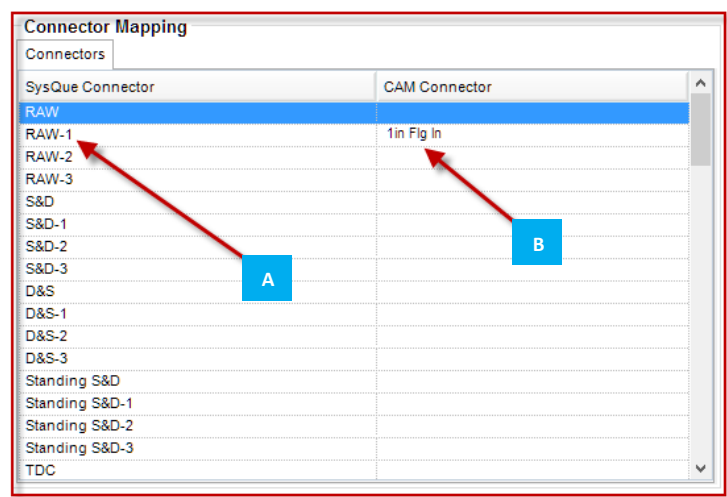 Connector Mapping
Connectors
SysQue Connector CAM Connector
RAW
RAW-1 1in Flg In
RAW-2
RAW-3
S&D
S&D-1
S&D-2 B
S&D-3
A
D&S
D&S-1
D&S-2
D&S-3
Standing S&D
Standing S&D-1
Standing S&D-2
Standing S&D-3
TDC